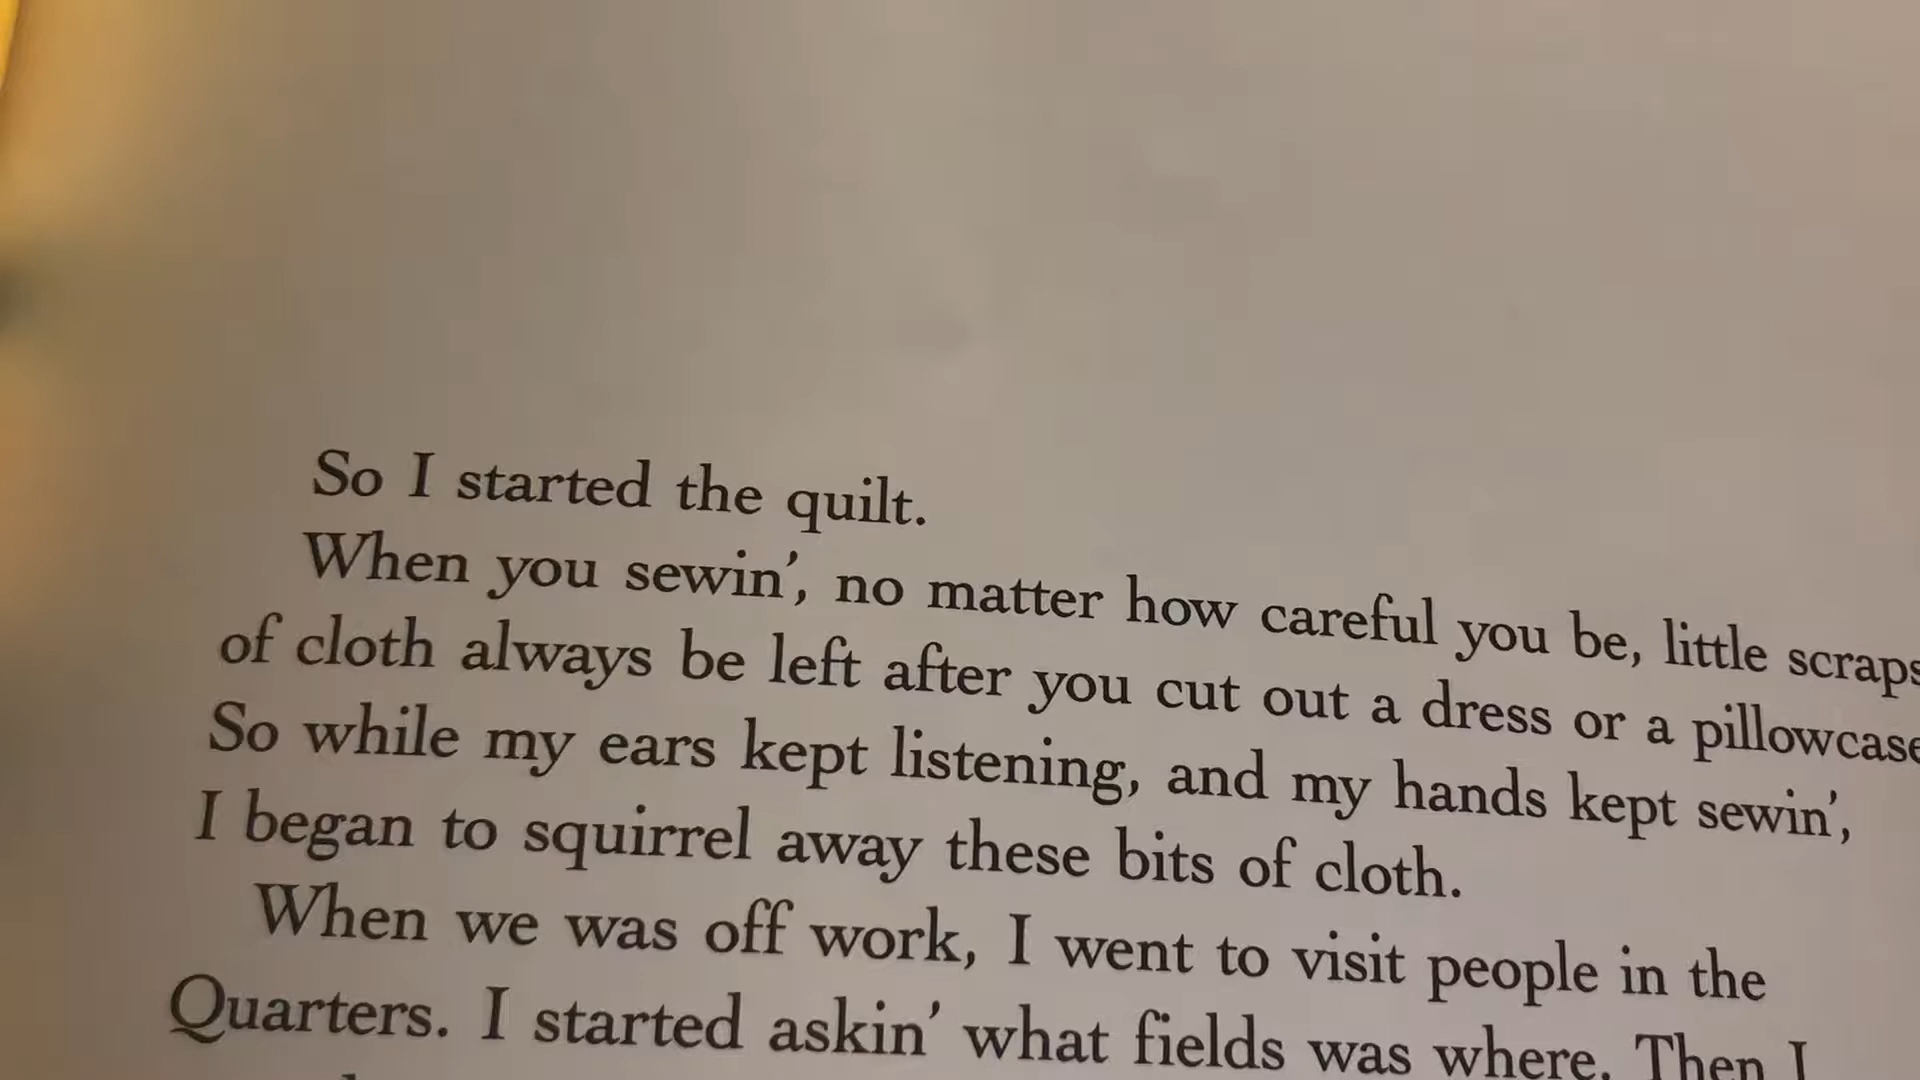 So I started the quilt.
When you sewin', no matter how careful you be, little scraps
of cloth always be left after you cut out a dress or a pillowcase
So while my ears kept listening, and my hands kept sewin',
I began to squirrel away these bits of cloth.
When we was off work, I went to visit people in the
Quarters. I started askin' what fields was where. Then I